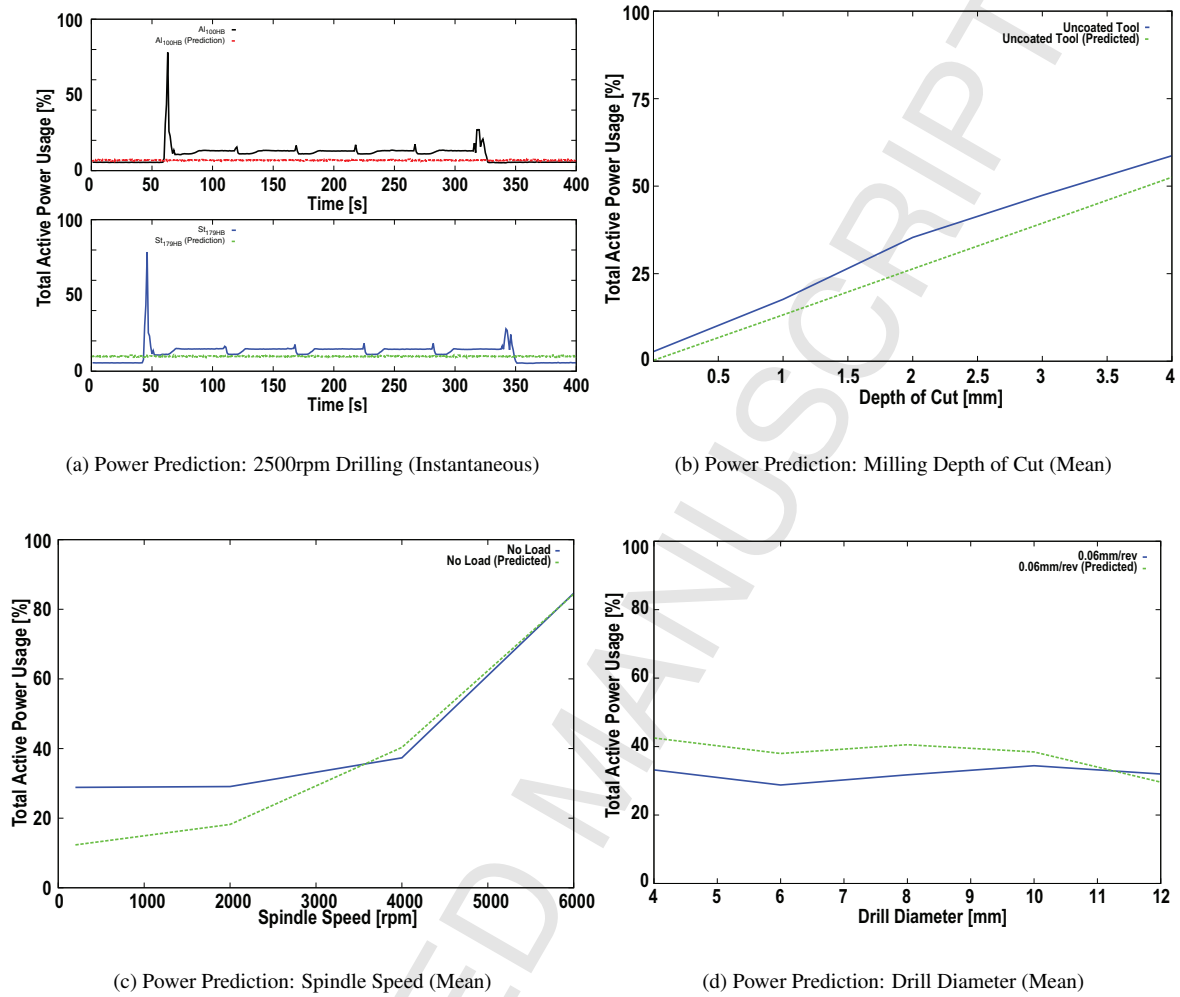 100
50
0
Total Active Power Usage [%]
Al100HB
Al100HB (Prediction)
0 50 100 150 200 250 300 350 400
Time [s]
100
50
0
St179HB
St179HB (Prediction)
0 50 100 150 200 250 300 350 400
Time [s]
(a) Power Prediction: 2500rpm Drilling (Instantaneous)
100
75
50
25
0
Total Active Power Usage [%]
Uncoated Tool
Uncoated Tool (Predicted)
0.5 1 1.5 2 2.5 3 3.5 4
Depth of Cut [mm]
(b) Power Prediction: Milling Depth of Cut (Mean)
100
80
60
40
20
0
Total Active Power Usage [%]
No Load
No Load (Predicted)
0 1000 2000 3000 4000 5000 6000
Spindle Speed [rpm]
(c) Power Prediction: Spindle Speed (Mean)
100
80
60
40
20
0
Total Active Power Usage [%]
0.06mm/rev
0.06mm/rev (Predicted)
4 5 6 7 8 9 10 11 12
Drill Diameter [mm]
(d) Power Prediction: Drill Diameter (Mean)
ED MANUSCRIPT